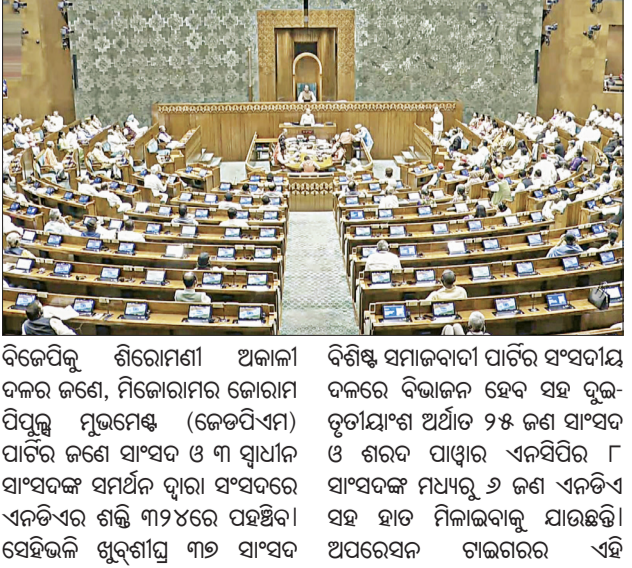 ବିଜେପିକୁ ଶିରୋମଣୀ ଅକାଳୀ
ଦଳର ଜଣେ, ମିଜୋରାମର ଜୋରାମ
ପିପୁଲ୍ସ ମୁଭମେଣ୍ଟ (ଜେଡପିଏମ)
ପାର୍ଟିର ଜଣେ ସାଂସଦ ଓ ୩ ସ୍ୱାଧୀନ
ସାଂସଦଙ୍କ ସମର୍ଥନ ଦ୍ୱାରା ସଂସଦରେ
ଏନଡିଏର ଶକ୍ତି ୩୨୪ରେ ପହଞ୍ଚିବ।
ସେହିଭଳି ଖୁବ୍‌ଶୀଘ୍ର ୩୭ ସାଂସଦ
ବିଶିଷ୍ଟ ସମାଜବାଦୀ ପାର୍ଟିର ସଂସଦୀୟ
ଦଳରେ ବିଭାଜନ ହେବ ସହ ଦୁଇ-
ତୃତୀୟାଂଶ ଅର୍ଥାତ ୨୫ ଜଣ ସାଂସଦ
ଓ ଶରଦ ପାୱାର ଏନସିପିର ୮
ସାଂସଦଙ୍କ ମଧ୍ୟରୁ ୬ ଜଣ ଏନଡିଏ
ସହ ହାତ ମିଳାଇବାକୁ ଯାଉଛନ୍ତି।
ଅପରେସନ ଟାଇଗରର ଏହି